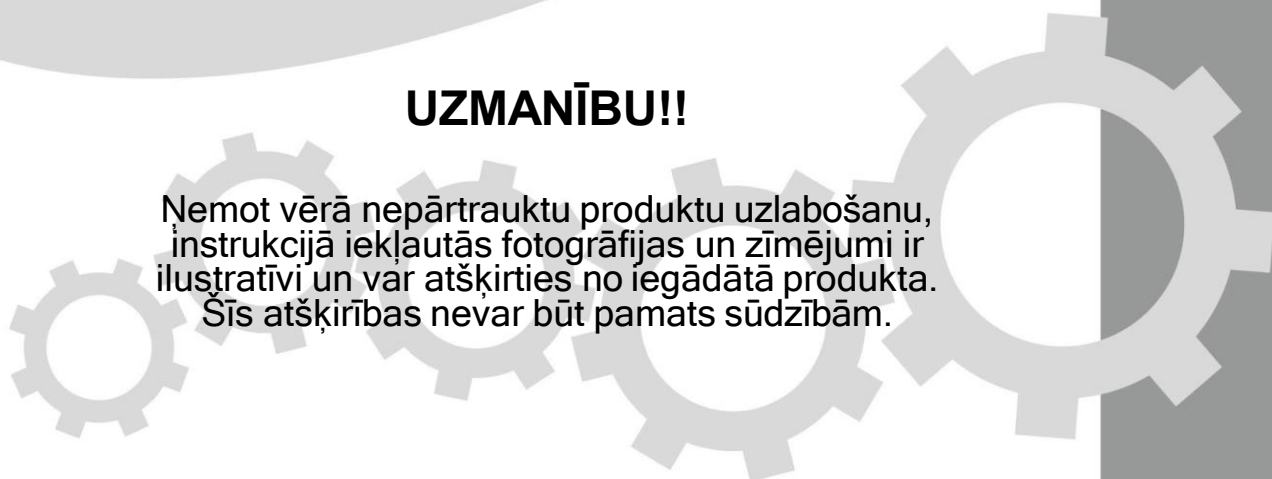 UZMANĪBU!!
Ņemot vērā nepārtrauktu produktu uzlabošanu,
instrukcijā iekļautās fotogrāfijas un zīmējumi ir
ilustratīvi un var atšķirties no iegādātā produkta.
Šīs atšķirības nevar būt pamats sūdzībām.